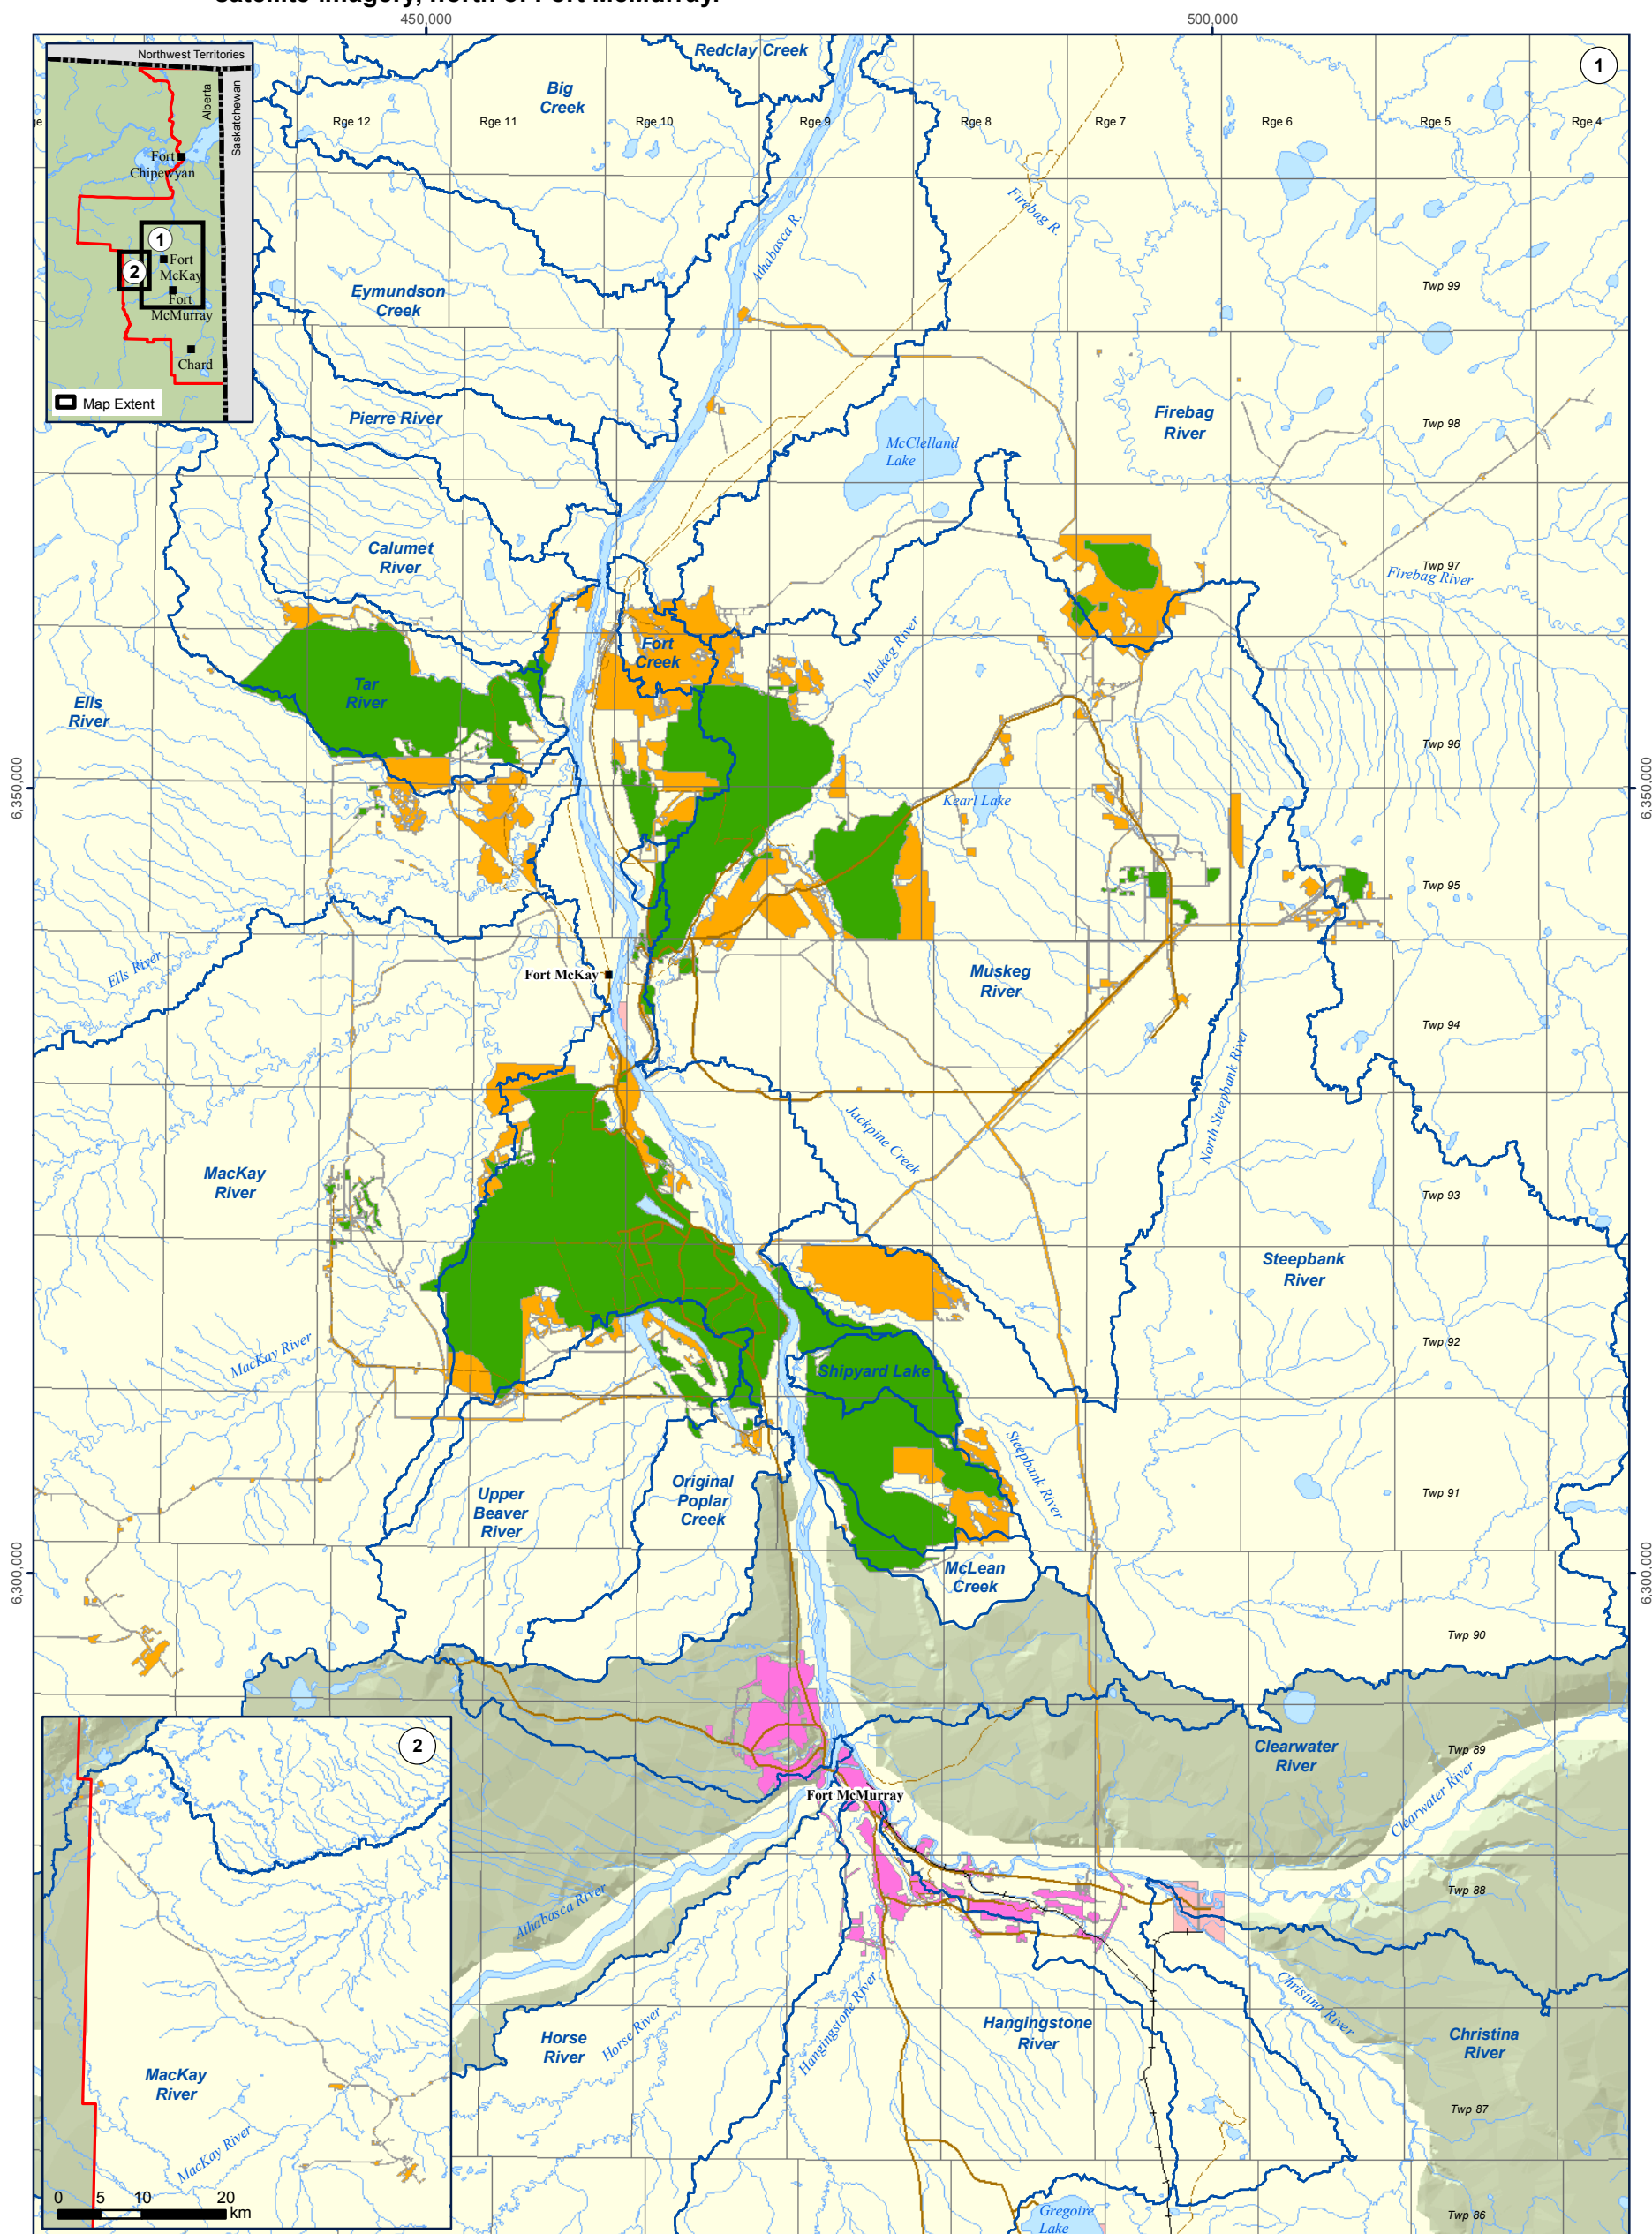 satellite imagery, north of Fort McMurray.
450,000
500,000
Northwest Territories
Alberta
Saskatchewan
Fort
Chipewyan
1
2
Fort
McKay
Fort
McMurray
Chard
Map Extent
1
Redclay Creek
Big
Creek
Rge 12
Rge 11
Rge 10
Rge 9
Rge 8
Rge 7
Rge 6
Rge 5
Rge 4
Athabasca R.
Firebag R.
Eymundson
Creek
Twp 99
Pierre River
McClelland
Lake
Firebag
River
Twp 98
Calumet
River
Twp 97
Firebag River
Fort
Creek
Muskeg River
Tar
River
Ells
River
Twp 96
6,350,000
6,350,000
Kearl Lake
Twp 95
Ells River
Fort McKay
Muskeg
River
Twp 94
North Steepbank River
Jackpine Creek
MacKay
River
Twp 93
Steepbank
River
MacKay River
Twp 92
Shipyard Lake
Steepbank River
Upper
Beaver
River
Original
Poplar
Creek
Twp 91
6,300,000
6,300,000
McLean
Creek
Twp 90
2
Clearwater
River
Twp 89
Clearwater River
Fort McMurray
Twp 88
Athabasca River
Christina River
Horse
River
Horse River
Hangingstone River
Hangingstone
River
Christina
River
MacKay
River
MacKay River
Twp 87
0 5 10 20
km
Gregoire
Lake
Twp 86